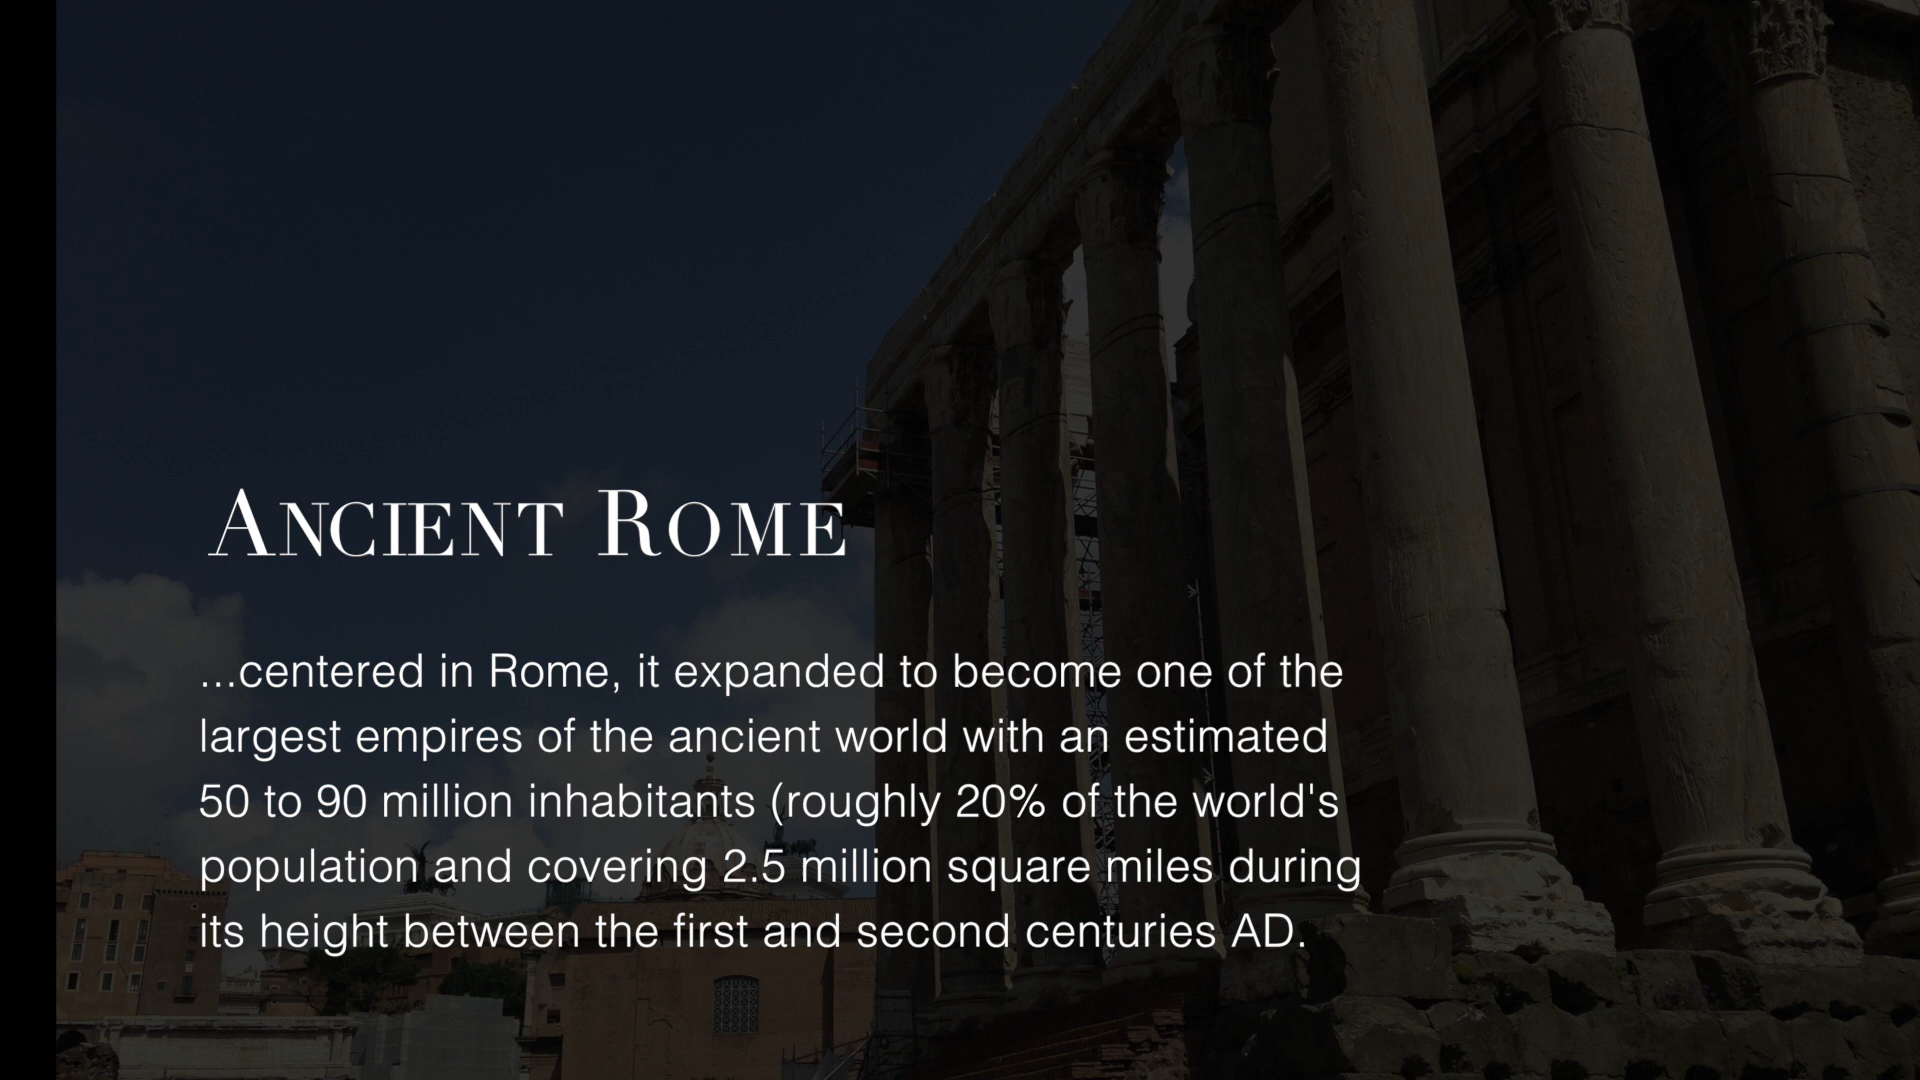 Ancient Rome
...centered in Rome, it expanded to become one of the
largest empires of the ancient world with an estimated
50 to 90 million inhabitants (roughly 20% of the world's
population and covering 2.5 million square miles during
its height between the first and second centuries AD.